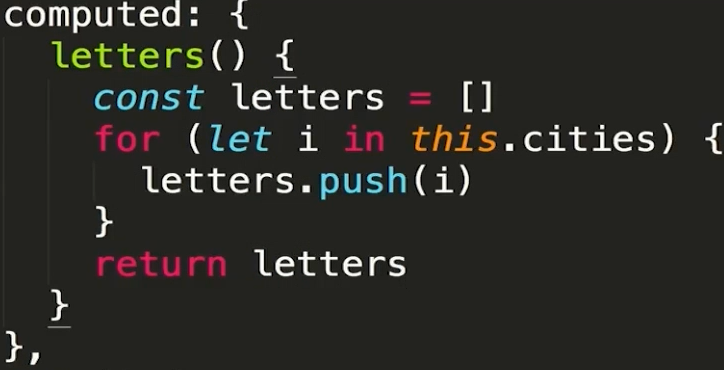 computed: {
  letters() {
    const letters = []
    for (let i in this.cities) {
      letters.push(i)
    }
    return letters
  }
},